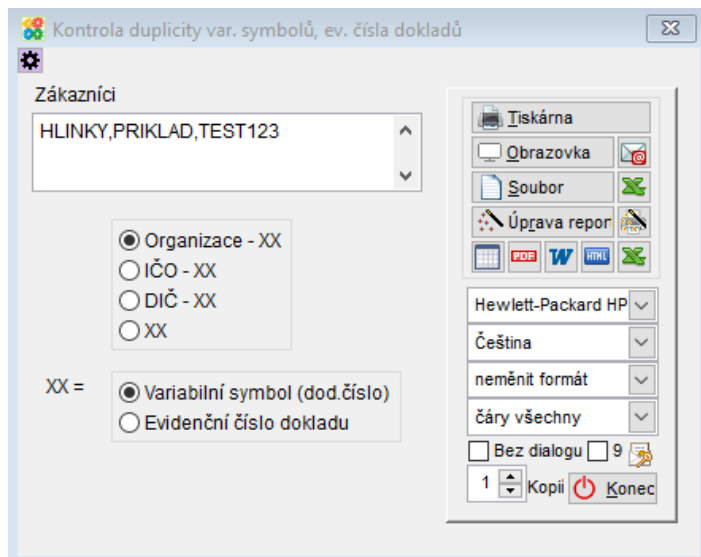 Kontrola duplicity var. symbolů, ev. čísla dokladů
Zákazníci
HLINKY,PRIKLAD,TEST123
Organizace - XX
IČO - XX
DIČ - XX
XX
XX =
Variabilní symbol (dod.číslo)
Evidenční číslo dokladu
Tiskárna
Obrazovka
Soubor
Úprava repor
PDF
W
HTML
Hewlett-Packard HP
Čeština
neměnit formát
čáry všechny
Bez dialogu
9
1
Kopii
Konec